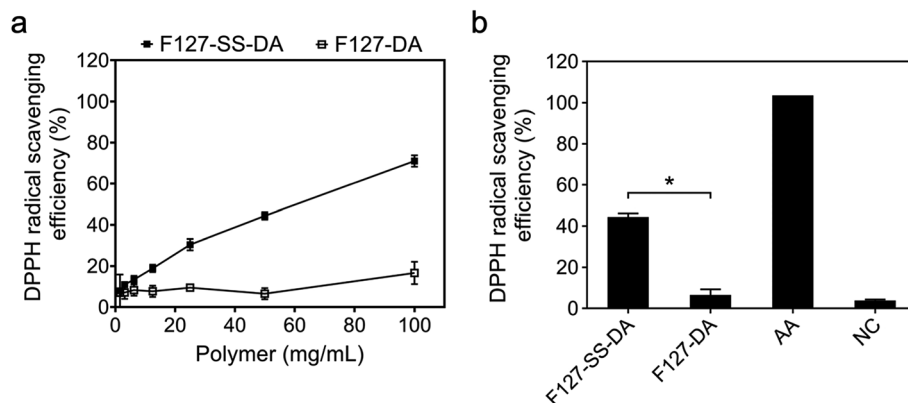 a
F127-SS-DA F127-DA
DPPH radical scavenging
efficiency (%)
120
100
80
60
40
20
0
0 20 40 60 80 100
Polymer (mg/mL)
b
DPPH radical scavenging
efficiency (%)
120
100
80
60
40
20
0
*
F127-SS-DA
F127-DA
AA
NC